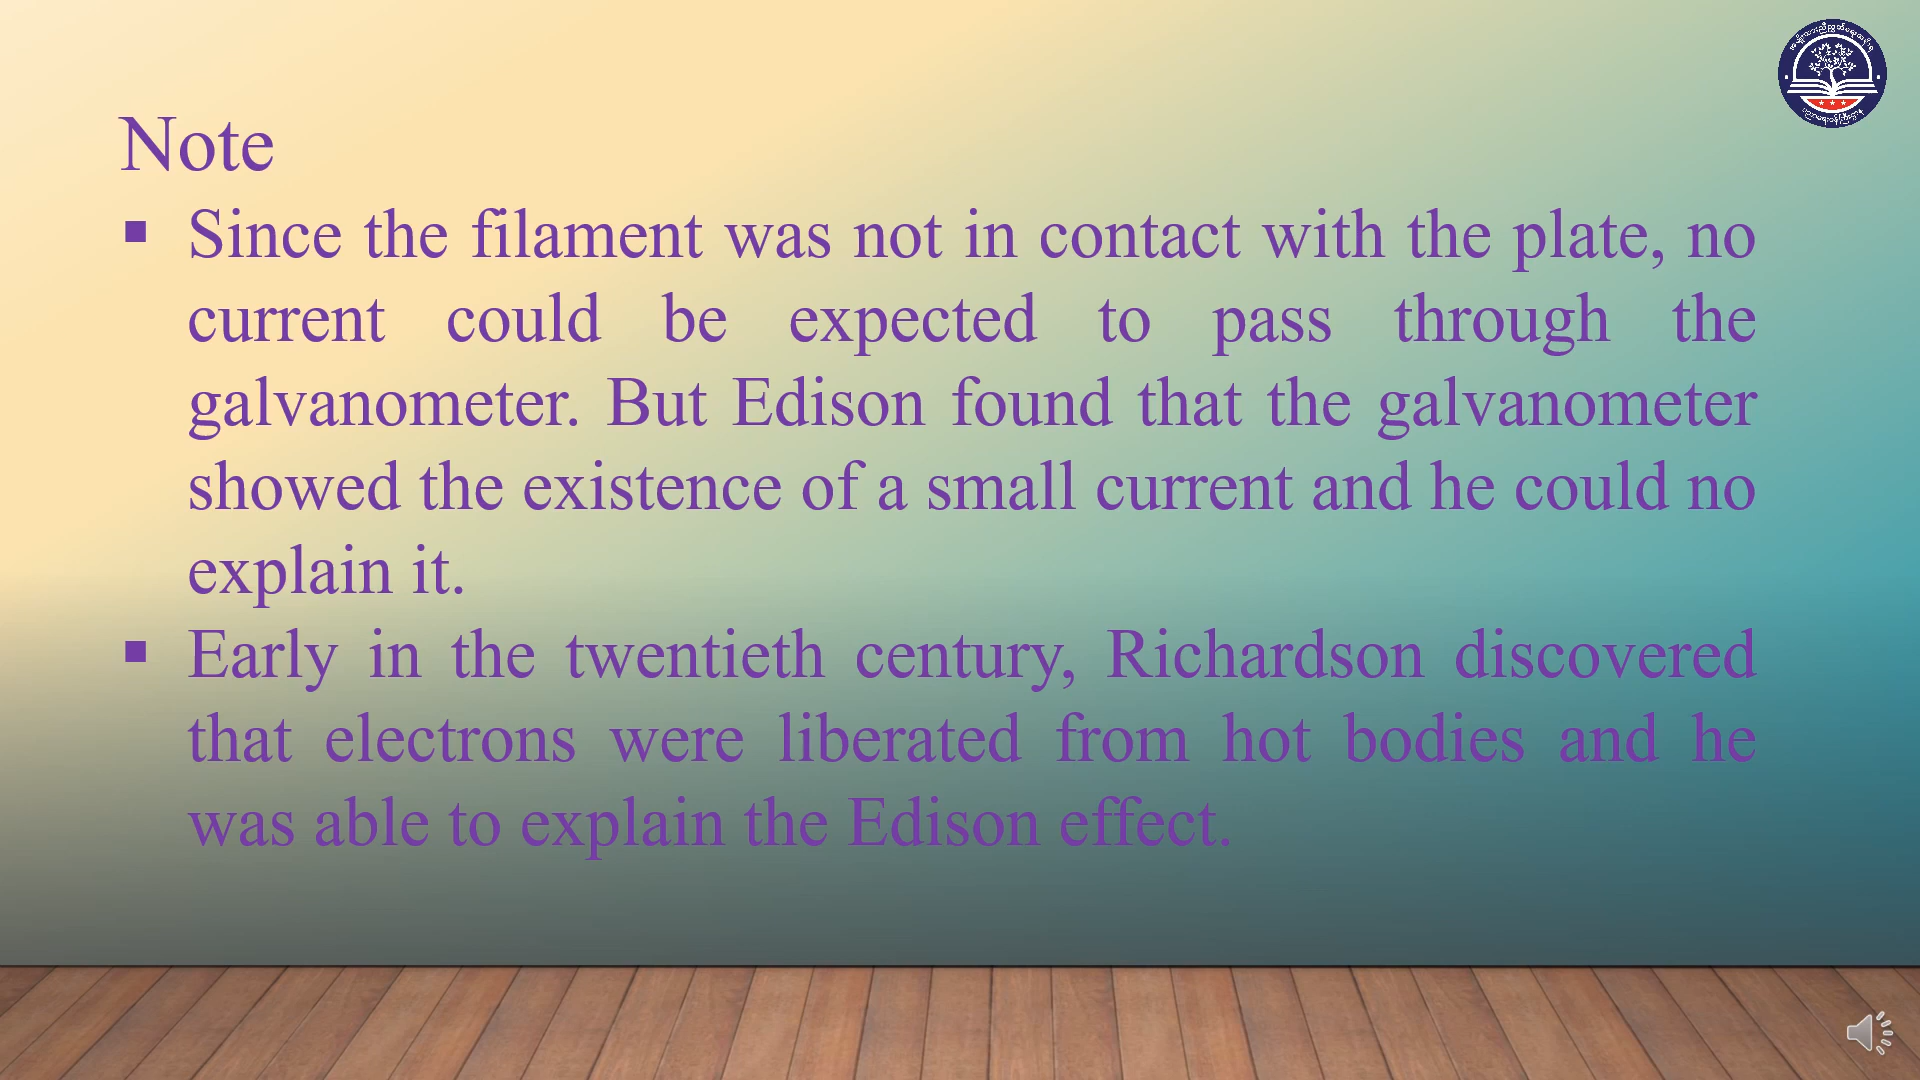 Note
▪ Since the filament was not in contact with the plate, no
current could be expected to pass through the
galvanometer. But Edison found that the galvanometer
showed the existence of a small current and he could no
explain it.
▪ Early in the twentieth century, Richardson discovered
that electrons were liberated from hot bodies and he
was able to explain the Edison effect.